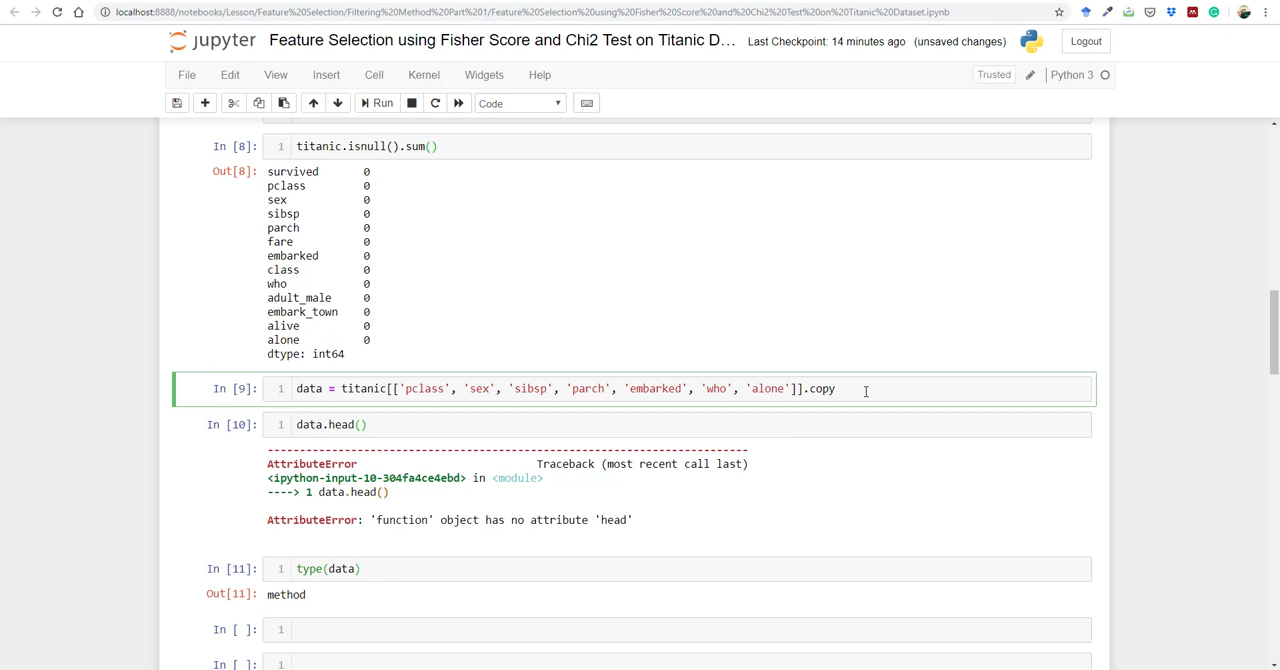 localhost:8888/notebooks/Lesson/Feature%20Selection/Filtering%20Method%20Part%201/Feature%20Selection%20using%20Fisher%20Score%20and%20Chi2%20Test%20on%20Titanic%20Dataset.ipynb
jupyter Feature Selection using Fisher Score and Chi2 Test on Titanic D... Last Checkpoint: 14 minutes ago (unsaved changes) Logout
File Edit View Insert Cell Kernel Widgets Help Trusted Python 3
Run Code
In [8]: 1 titanic.isnull().sum()
Out[8]: survived 0
pclass 0
sex 0
sibsp 0
parch 0
fare 0
embarked 0
class 0
who 0
adult_male 0
embark_town 0
alive 0
alone 0
dtype: int64
In [9]: 1 data = titanic[['pclass', 'sex', 'sibsp', 'parch', 'embarked', 'who', 'alone']].copy
In [10]: 1 data.head()
---------------------------------------------------------------------------
AttributeError Traceback (most recent call last)
<ipython-input-10-304fa4ce4ebd> in <module>
----> 1 data.head()
AttributeError: 'function' object has no attribute 'head'
In [11]: 1 type(data)
Out[11]: method
In [ ]: 1
In [ ]: 1